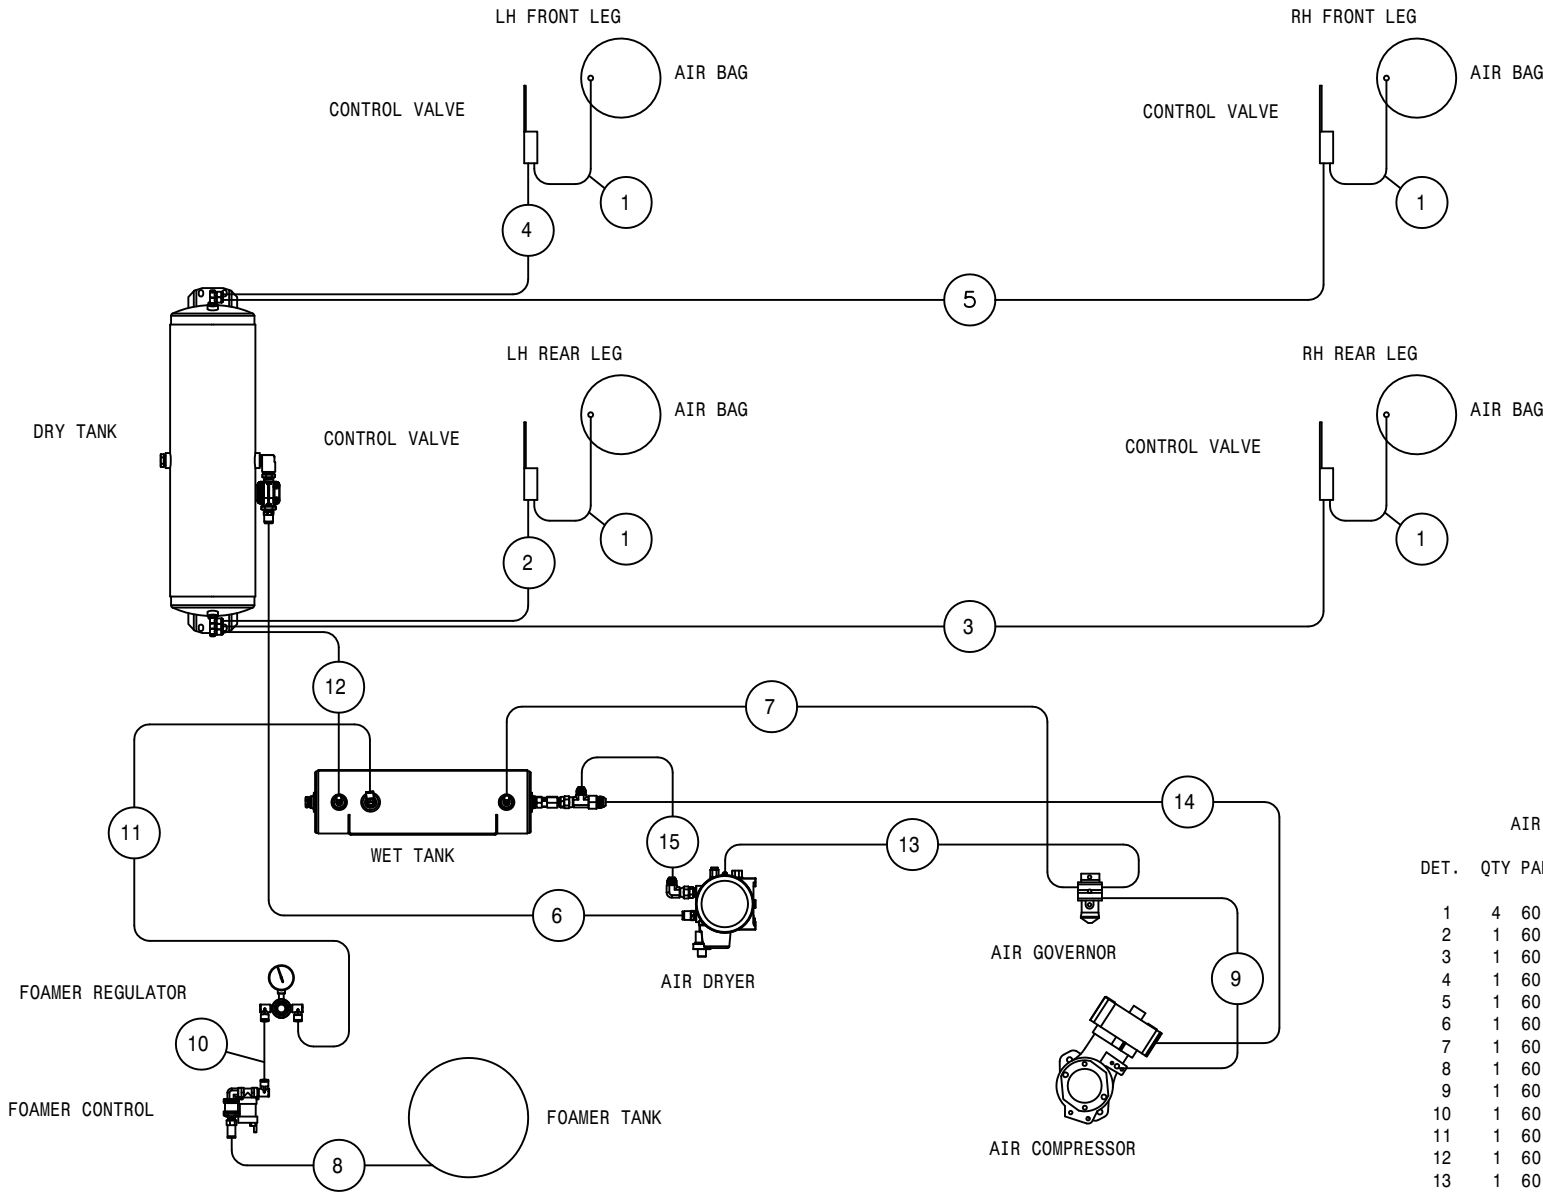 LH FRONT LEG
RH FRONT LEG
AIR BAG
AIR BAG
CONTROL VALVE
CONTROL VALVE
1
1
4
5
LH REAR LEG
RH REAR LEG
AIR BAG
AIR BAG
DRY TANK
CONTROL VALVE
CONTROL VALVE
1
1
2
3
12
7
14
11
15
13
WET TANK
6
AIR DRYER
AIR GOVERNOR
9
FOAMER REGULATOR
10
FOAMER CONTROL
FOAMER TANK
AIR COMPRESSOR
8
AIR
DET. QTY
1 4 60
2 1 60
3 1 60
4 1 60
5 1 60
6 1 60
7 1 60
8 1 60
9 1 60
10 1 60
11 1 60
12 1 60
13 1 60